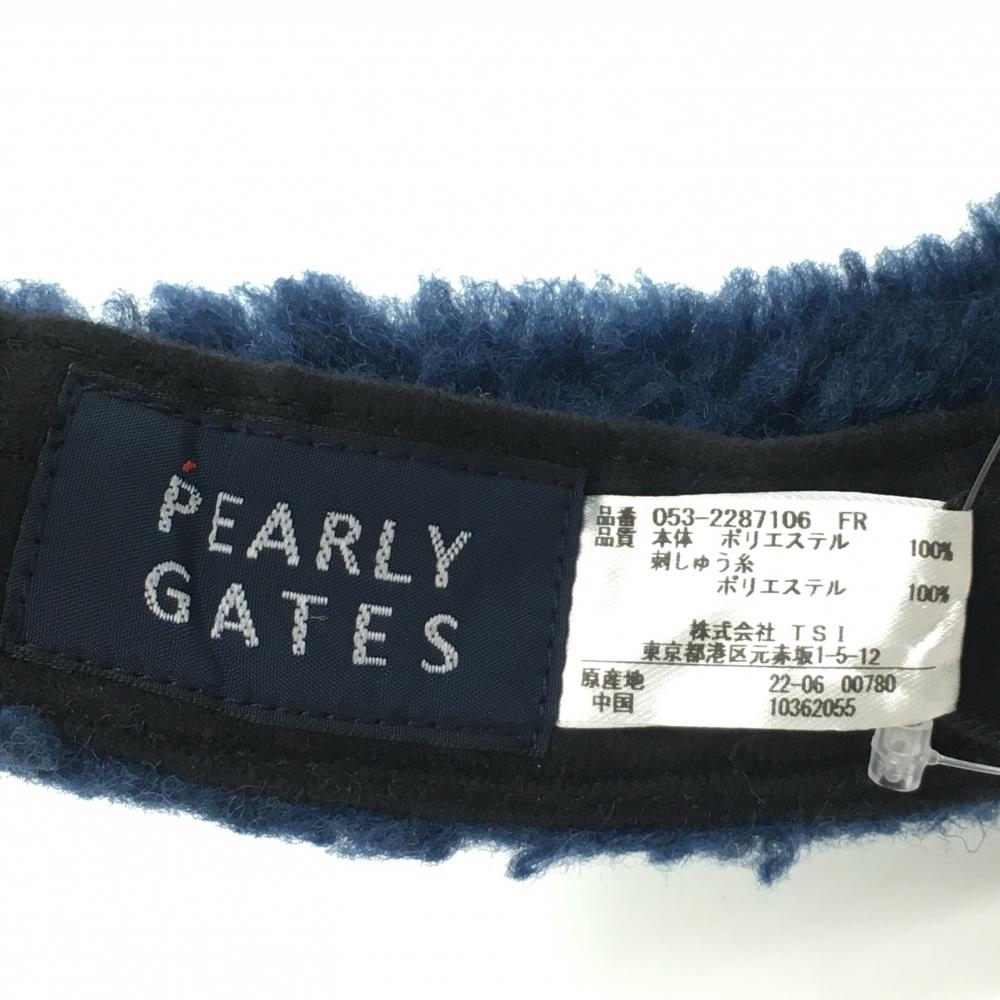 PEARLY
GATES
品番 053-2287106 FR
品質 本体 ポリエステル 100%
刺しゅう糸
ポリエステル 100%
株式会社 TSI
東京都港区元赤坂1-5-12
原産地 22-06 00780
中国 10362055